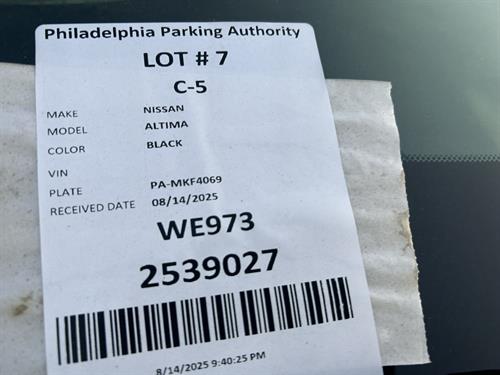 Philadelphia Parking Authority
LOT # 7
C-5
MAKE NISSAN
MODEL ALTIMA
COLOR BLACK
VIN
PLATE PA-MKF4069
RECEIVED DATE 08/14/2025
WE973
2539027
8/14/2025 9:40:25 PM